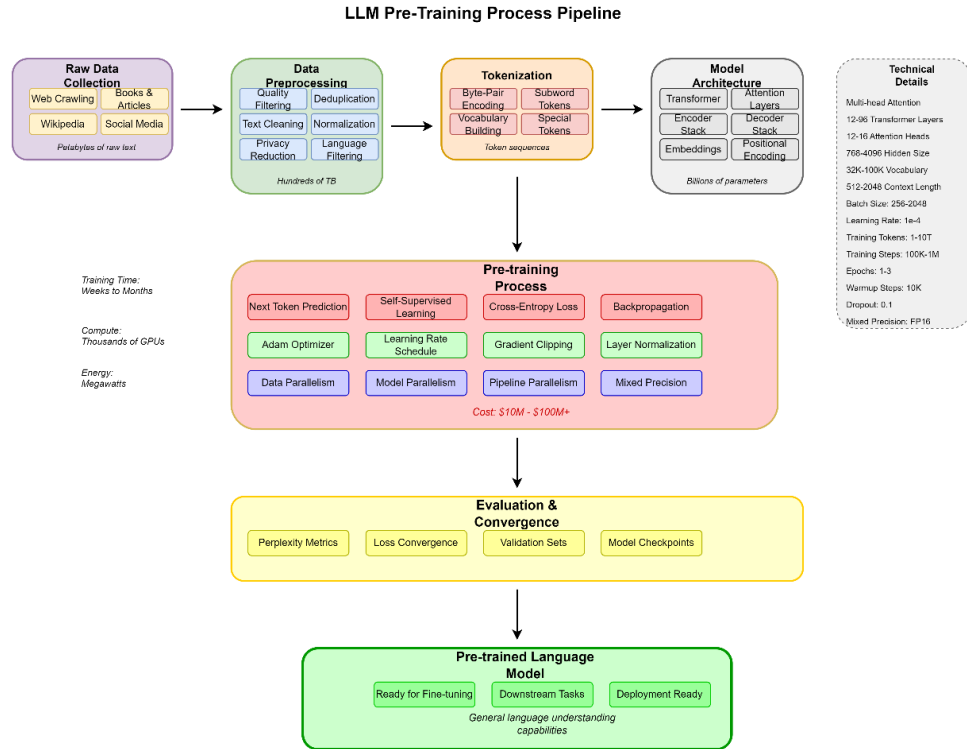 LLM Pre-Training Process Pipeline
Raw Data
Collection
Web Crawling
Books &
Articles
Wikipedia
Social Media
Petabytes of raw text
Data
Preprocessing
Quality
Filtering
Deduplication
Text Cleaning
Normalization
Privacy
Reduction
Language
Filtering
Hundreds of TB
Tokenization
Byte-Pair
Encoding
Subword
Tokens
Vocabulary
Building
Special
Tokens
Token sequences
Model
Architecture
Transformer
Attention
Layers
Encoder
Stack
Decoder
Stack
Embeddings
Positional
Encoding
Billions of parameters
Technical
Details
Multi-head Attention
12-96 Transformer Layers
12-16 Attention Heads
768-4096 Hidden Size
32K-100K Vocabulary
512-2048 Context Length
Batch Size: 256-2048
Learning Rate: 1e-4
Training Tokens: 1-10T
Training Steps: 100K-1M
Epochs: 1-3
Warmup Steps: 10K
Dropout: 0.1
Mixed Precision: FP16
Training Time:
Weeks to Months
Compute:
Thousands of GPUs
Energy:
Megawatts
Pre-training
Process
Next Token Prediction
Self-Supervised
Learning
Cross-Entropy Loss
Backpropagation
Adam Optimizer
Learning Rate
Schedule
Gradient Clipping
Layer Normalization
Data Parallelism
Model Parallelism
Pipeline Parallelism
Mixed Precision
Cost: $10M - $100M+
Evaluation &
Convergence
Perplexity Metrics
Loss Convergence
Validation Sets
Model Checkpoints
Pre-trained Language
Model
Ready for Fine-tuning
Downstream Tasks
Deployment Ready
General language understanding
capabilities